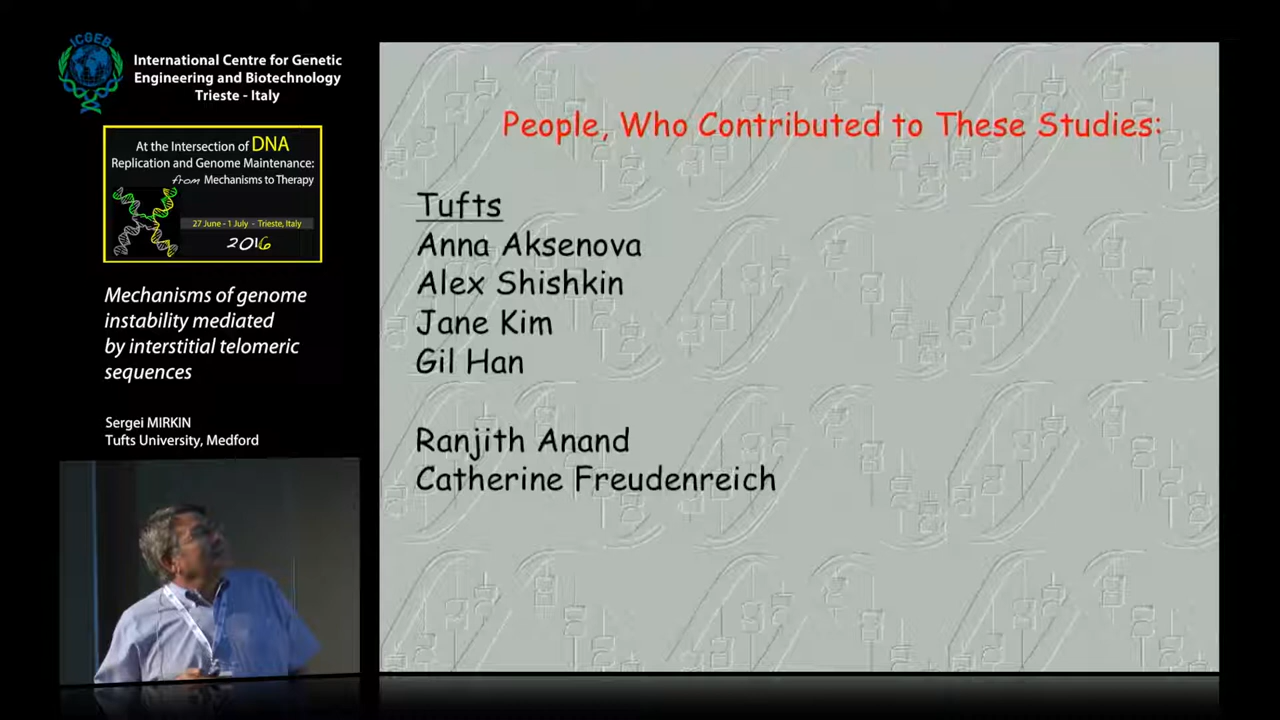 ICGEB
International Centre for Genetic
Engineering and Biotechnology
Trieste - Italy
At the Intersection of DNA
Replication and Genome Maintenance:
from Mechanisms to Therapy
27 June - 1 July - Trieste, Italy
2016
Mechanisms of genome
instability mediated
by interstitial telomeric
sequences
Sergei MIRKIN
Tufts University, Medford
People, Who Contributed to These Studies:
Tufts
Anna Aksenova
Alex Shishkin
Jane Kim
Gil Han
Ranjith Anand
Catherine Freudenreich